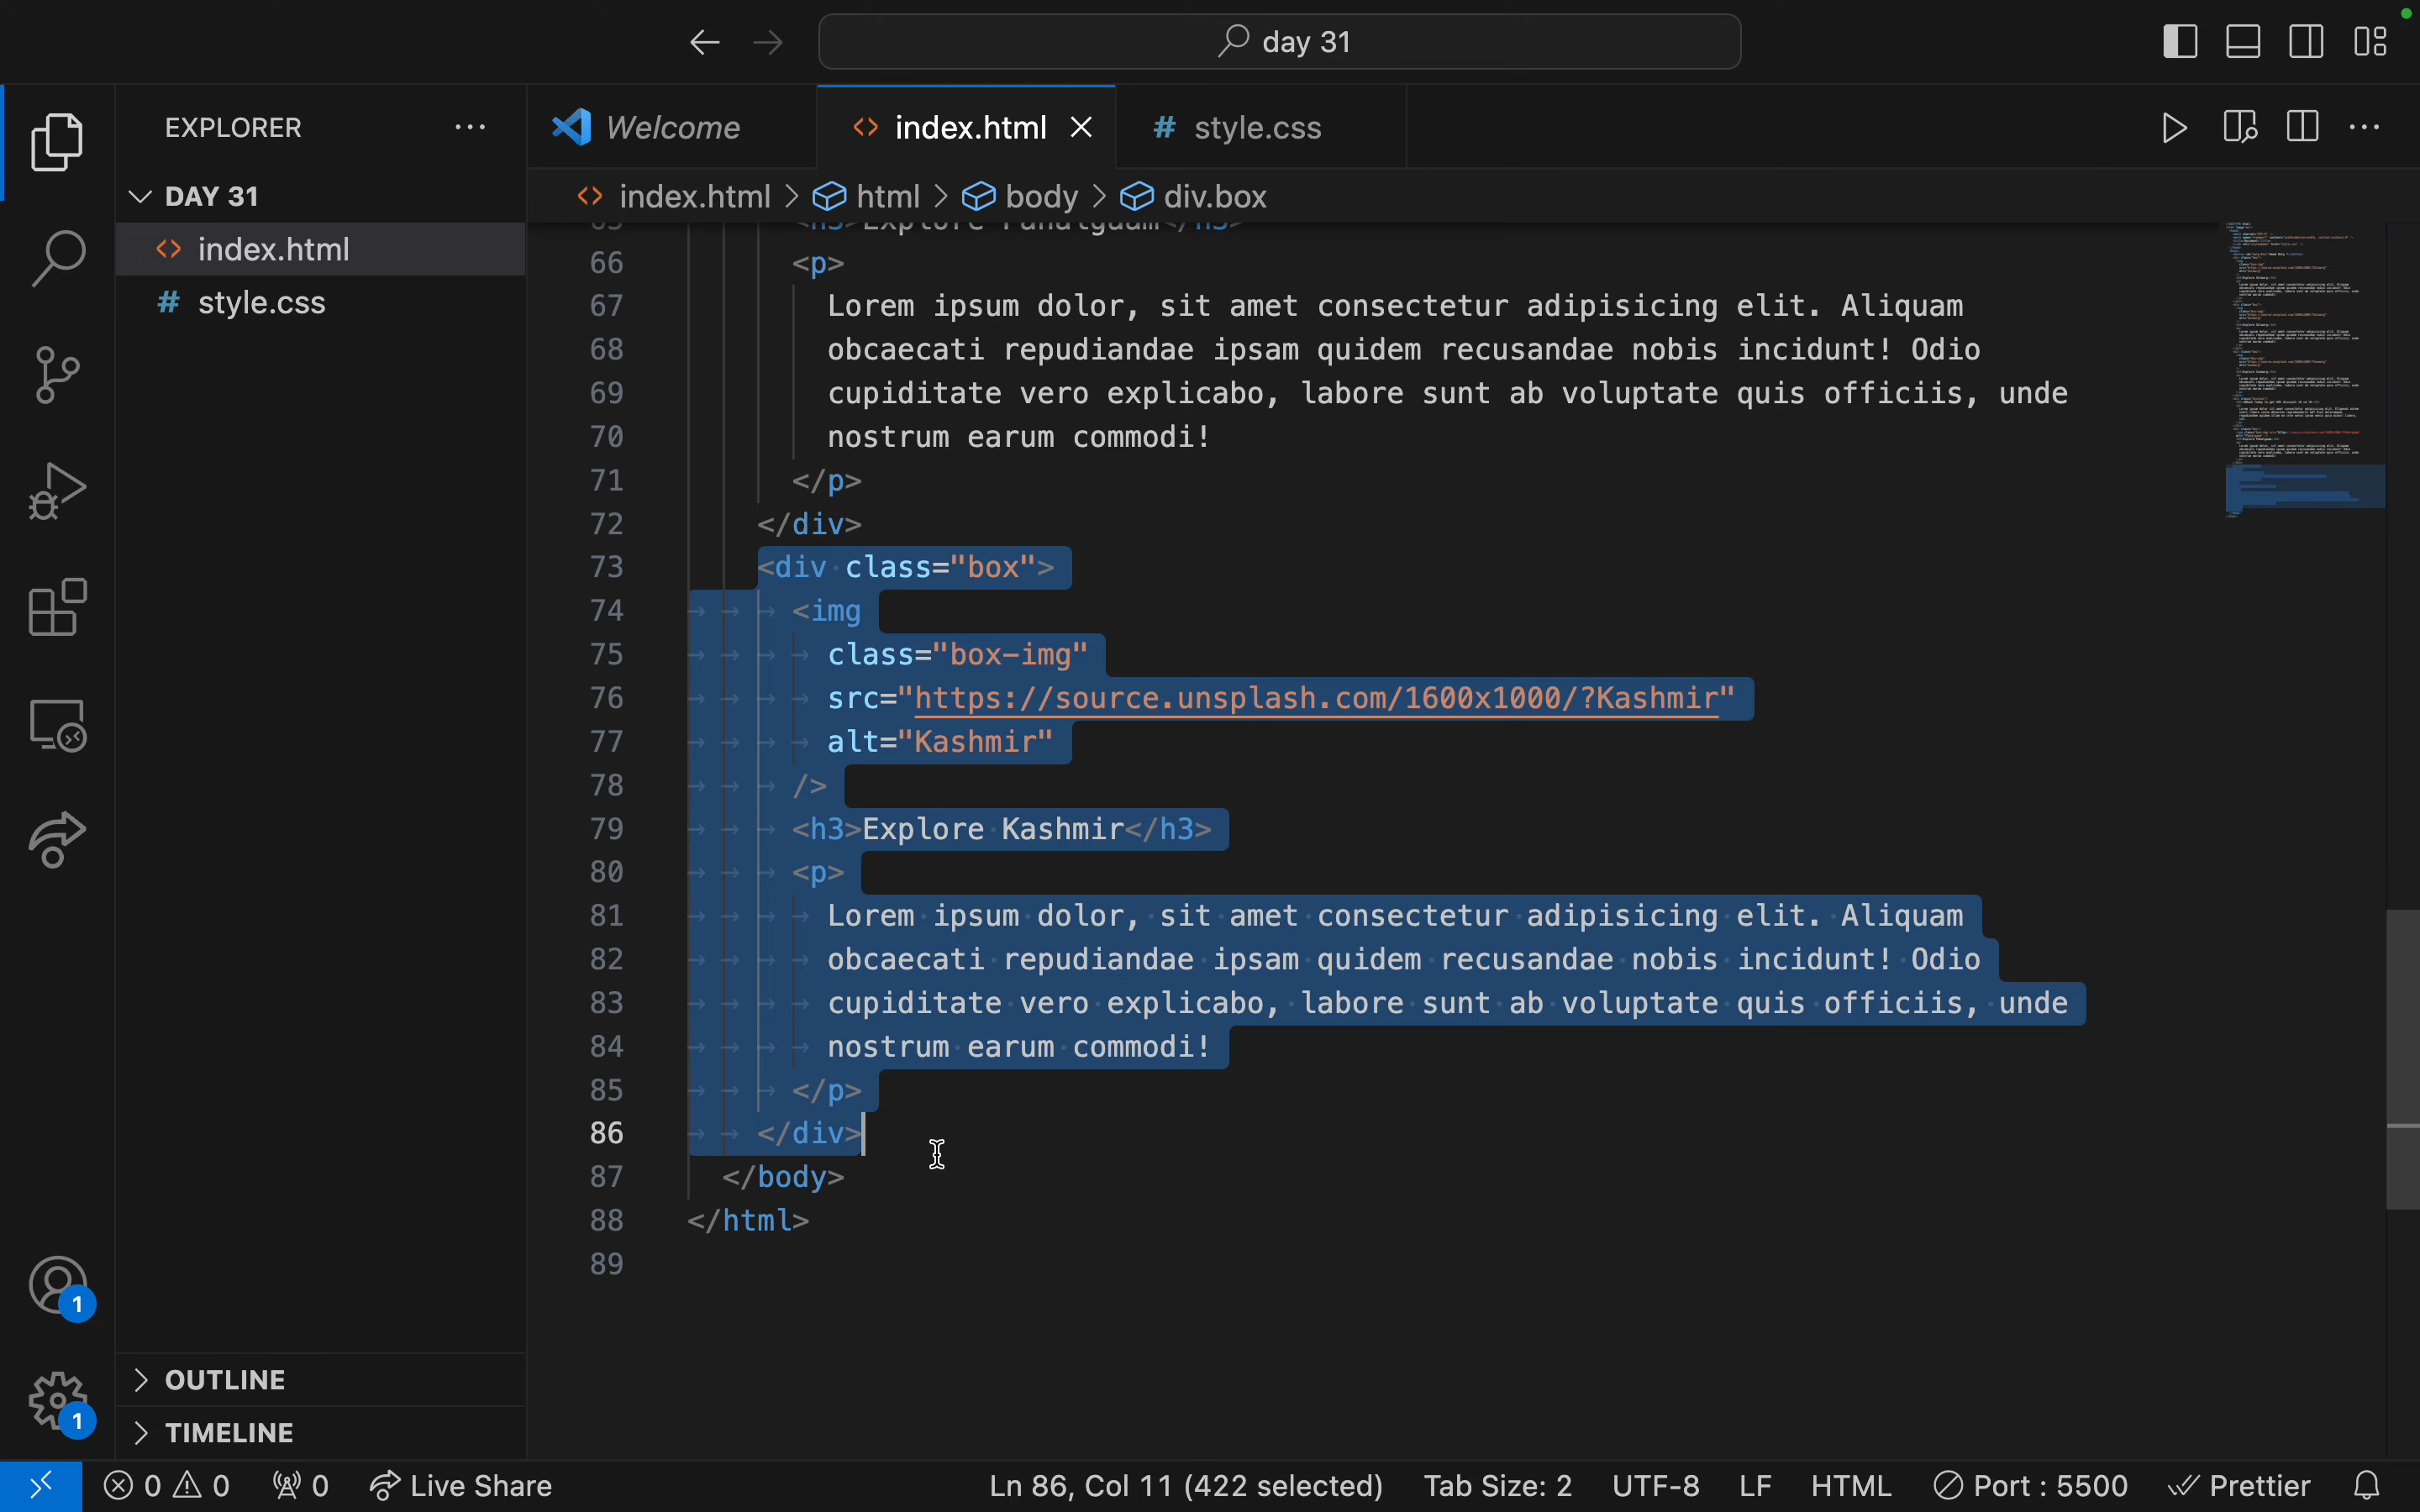 day 31
EXPLORER
Welcome
index.html
style.css
DAY 31
index.html > html > body > div.box
index.html
style.css
66 <p>
67 Lorem ipsum dolor, sit amet consectetur adipisicing elit. Aliquam
68 obcaecati repudiandae ipsam quidem recusandae nobis incidunt! Odio
69 cupiditate vero explicabo, labore sunt ab voluptate quis officiis, unde
70 nostrum earum commodi!
71 </p>
72 </div>
73 <div class="box">
74 <img
75 class="box-img"
76 src="https://source.unsplash.com/1600x1000/?Kashmir"
77 alt="Kashmir"
78 />
79 <h3>Explore Kashmir</h3>
80 <p>
81 Lorem ipsum dolor, sit amet consectetur adipisicing elit. Aliquam
82 obcaecati repudiandae ipsam quidem recusandae nobis incidunt! Odio
83 cupiditate vero explicabo, labore sunt ab voluptate quis officiis, unde
84 nostrum earum commodi!
85 </p>
86 </div>
87 </body>
88 </html>
89
1
1
OUTLINE
TIMELINE
0 0 0 Live Share Ln 86, Col 11 (422 selected) Tab Size: 2 UTF-8 LF HTML Port : 5500 Prettier